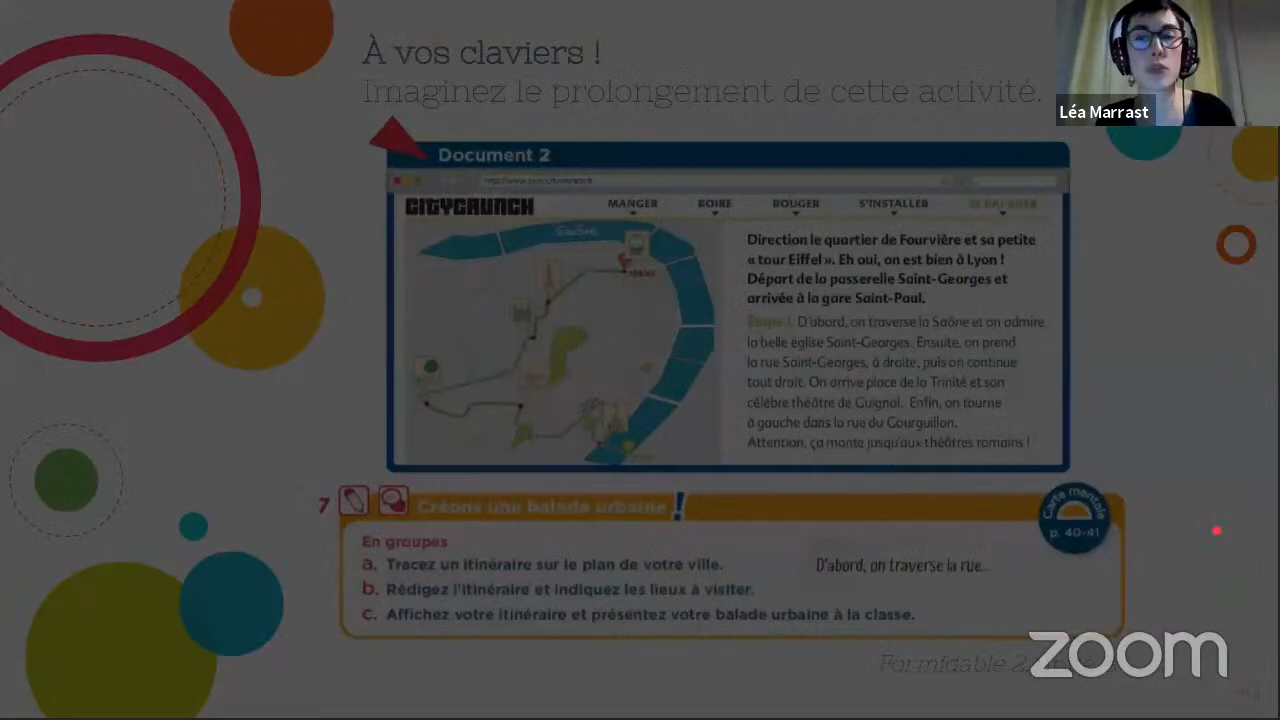 À vos claviers !
Imaginez le prolongement de cette activité.
Léa Marrast
Document 2
CITYCRUNCH
MANGER
BOIRE
BOUGER
S'INSTALLER
SE BALADER
Saône
Direction le quartier de Fourvière et sa petite
« tour Eiffel ». Eh oui, on est bien à Lyon !
Départ de la passerelle Saint-Georges et
arrivée à la gare Saint-Paul.
Étape 1. D'abord, on traverse la Saône et on admire
la belle église Saint-Georges. Ensuite, on prend
la rue Saint-Georges, à droite, puis on continue
tout droit. On arrive place de la Trinité et son
célèbre théâtre de Guignol. Enfin, on tourne
à gauche dans la rue du Gourguillon.
Attention, ça monte jusqu'aux théâtres romains !
7
Créons une balade urbaine !
Carte mentale
p. 40-41
En groupes
a. Tracez un itinéraire sur le plan de votre ville.
D'abord, on traverse la rue...
b. Rédigez l'itinéraire et indiquez les lieux à visiter.
c. Affichez votre itinéraire et présentez votre balade urbaine à la classe.
Formidable 2,
zoom